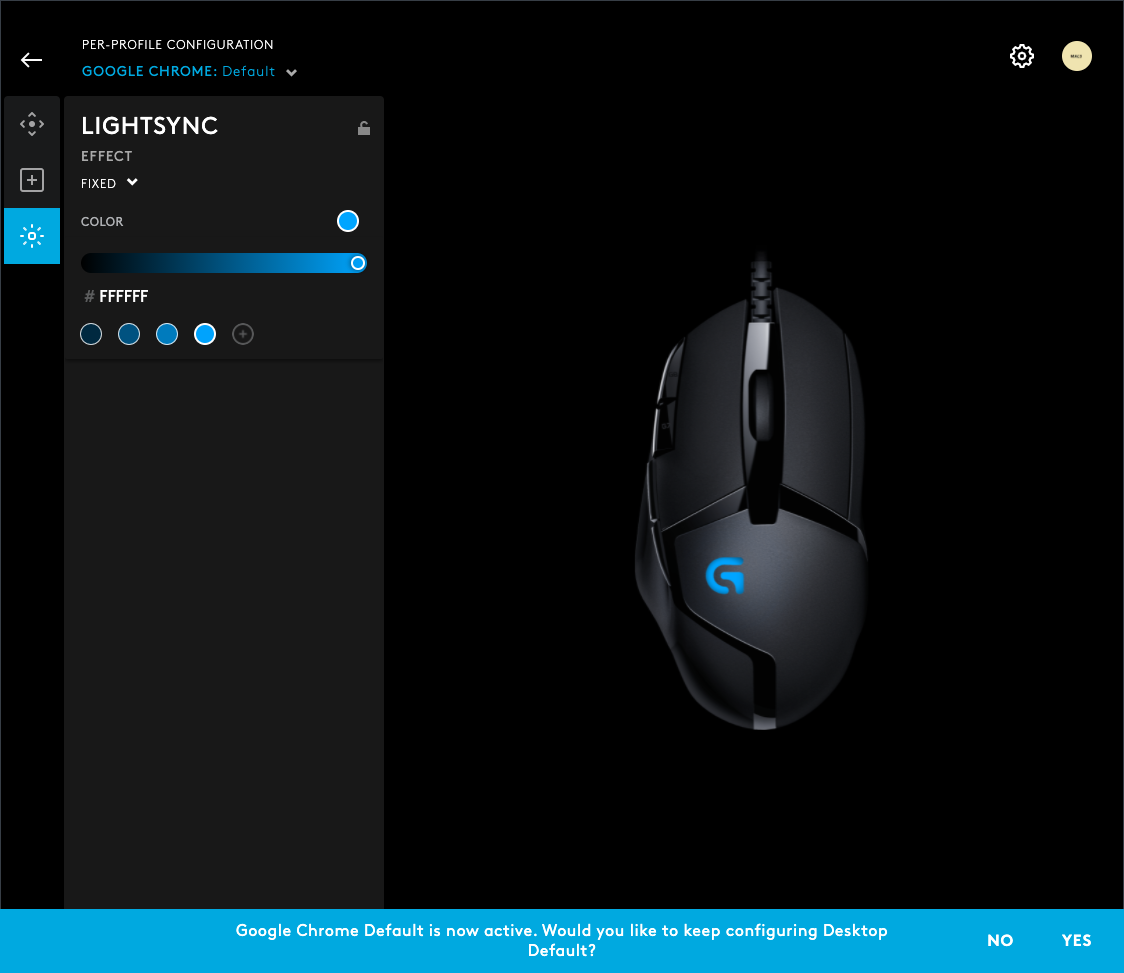 PER-PROFILE CONFIGURATION
GOOGLE CHROME: Default
LIGHTSYNC
EFFECT
FIXED
COLOR
# FFFFFF
Google Chrome Default is now active. Would you like to keep configuring Desktop
Default?
NO
YES